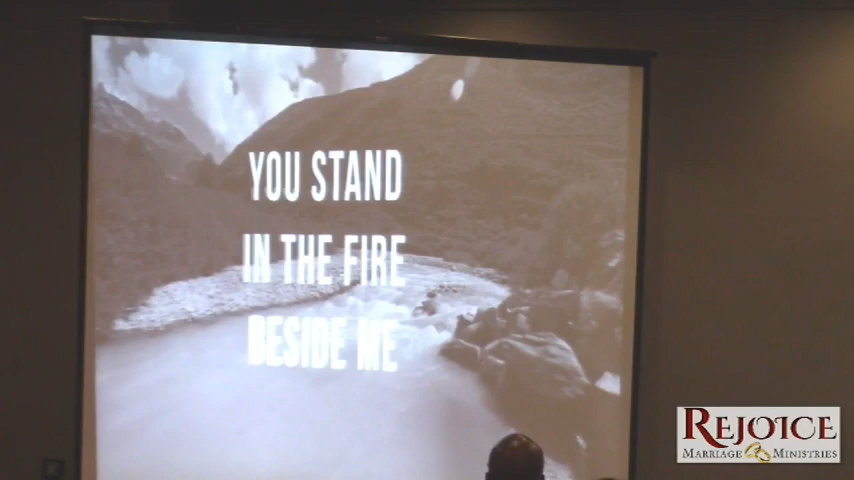 YOU STAND
IN THE FIRE
BESIDE ME
REJOICE
MARRIAGE MINISTRIES